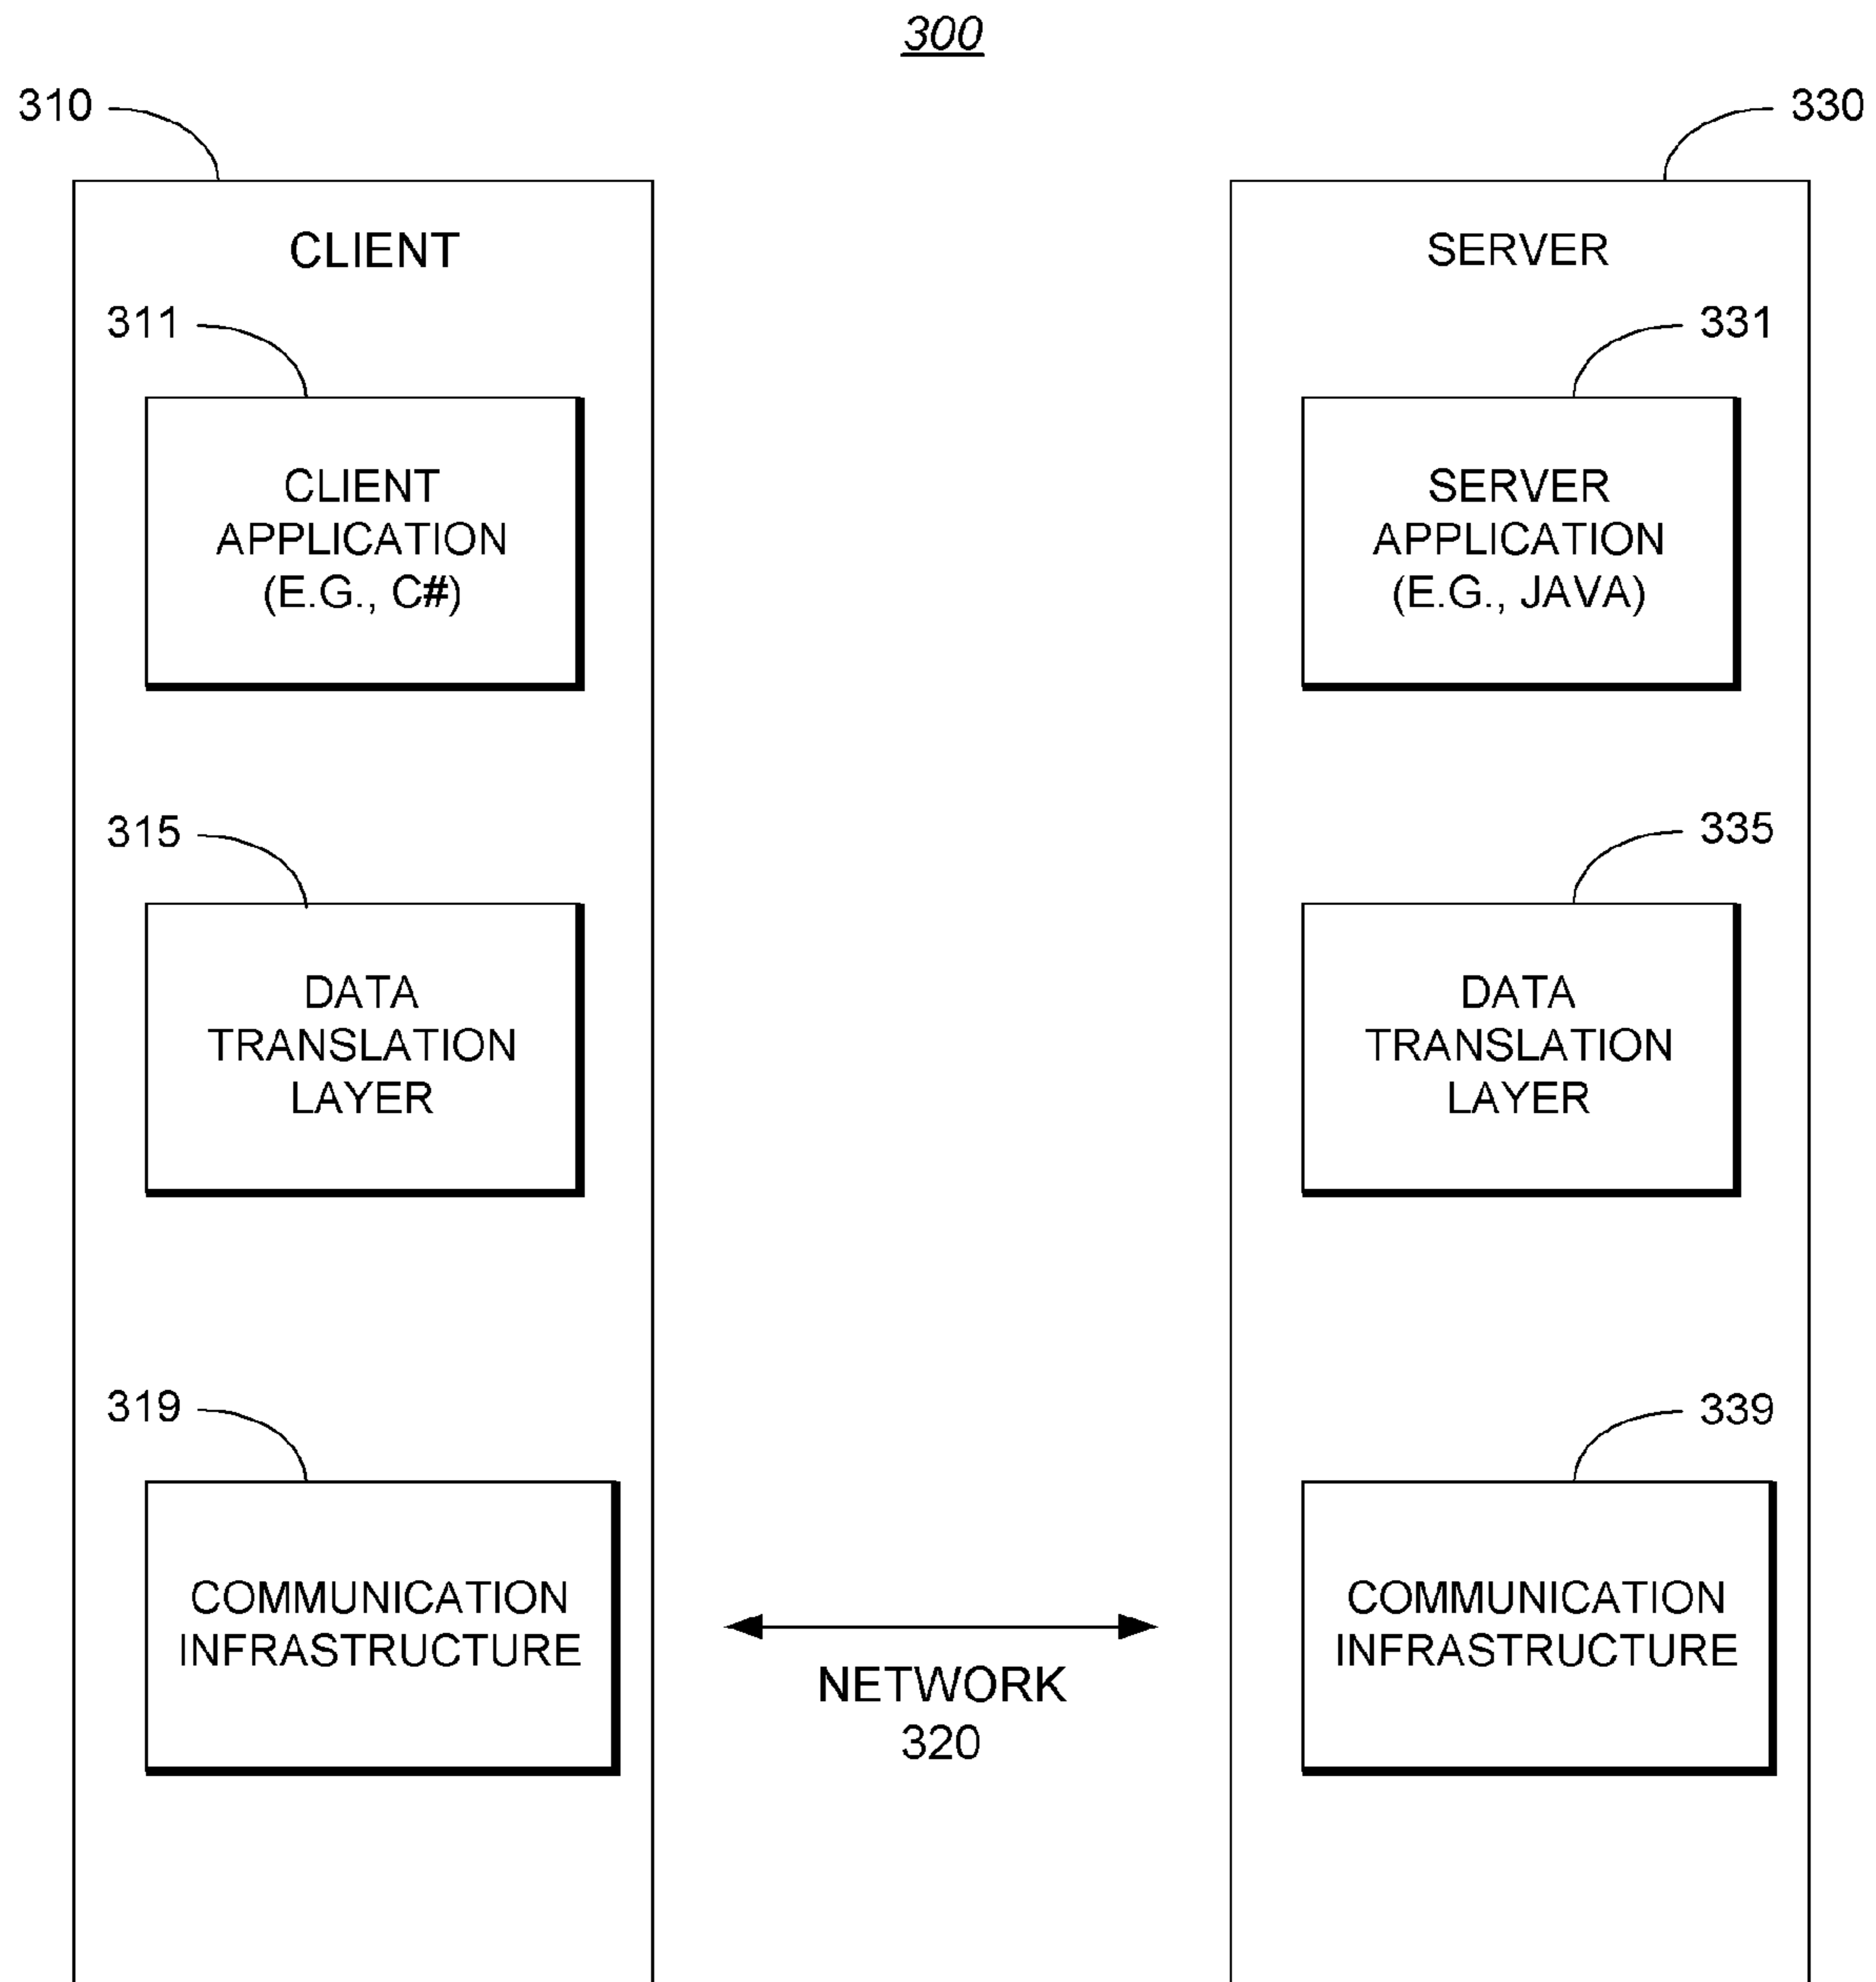 300
310
330
CLIENT
SERVER
311
331
CLIENT
APPLICATION
(E.G., C#)
SERVER
APPLICATION
(E.G., JAVA)
315
335
DATA
TRANSLATION
LAYER
DATA
TRANSLATION
LAYER
319
339
COMMUNICATION
INFRASTRUCTURE
NETWORK
320
COMMUNICATION
INFRASTRUCTURE